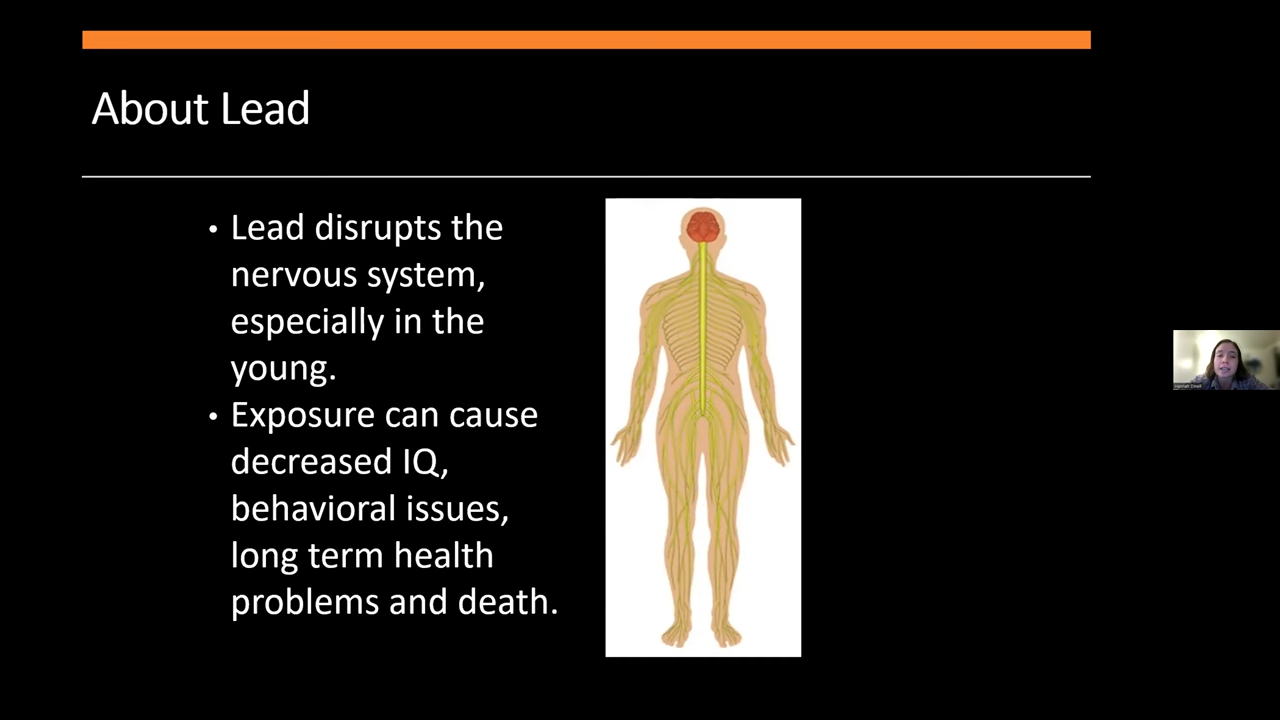 About Lead
• Lead disrupts the
nervous system,
especially in the
young.
• Exposure can cause
decreased IQ,
behavioral issues,
long term health
problems and death.